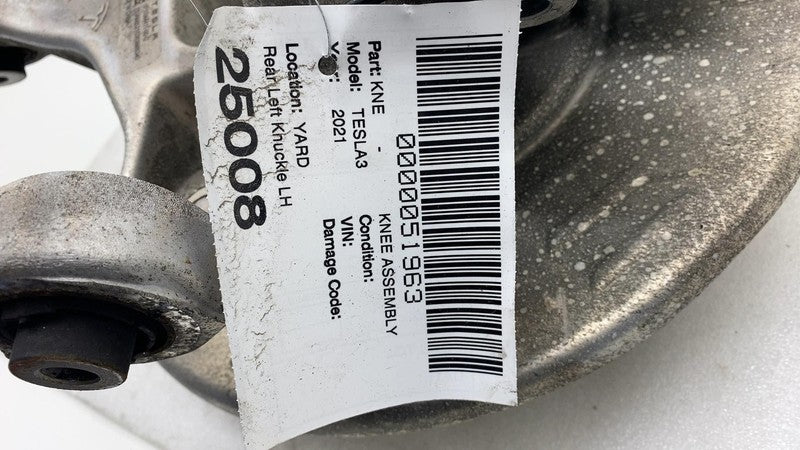 0000051963
Part: KNE - KNEE ASSEMBLY
Model: TESLA3 Condition:
Year: 2021 VIN:
Damage Code:
Location: YARD
Rear Left Knuckle LH
25008